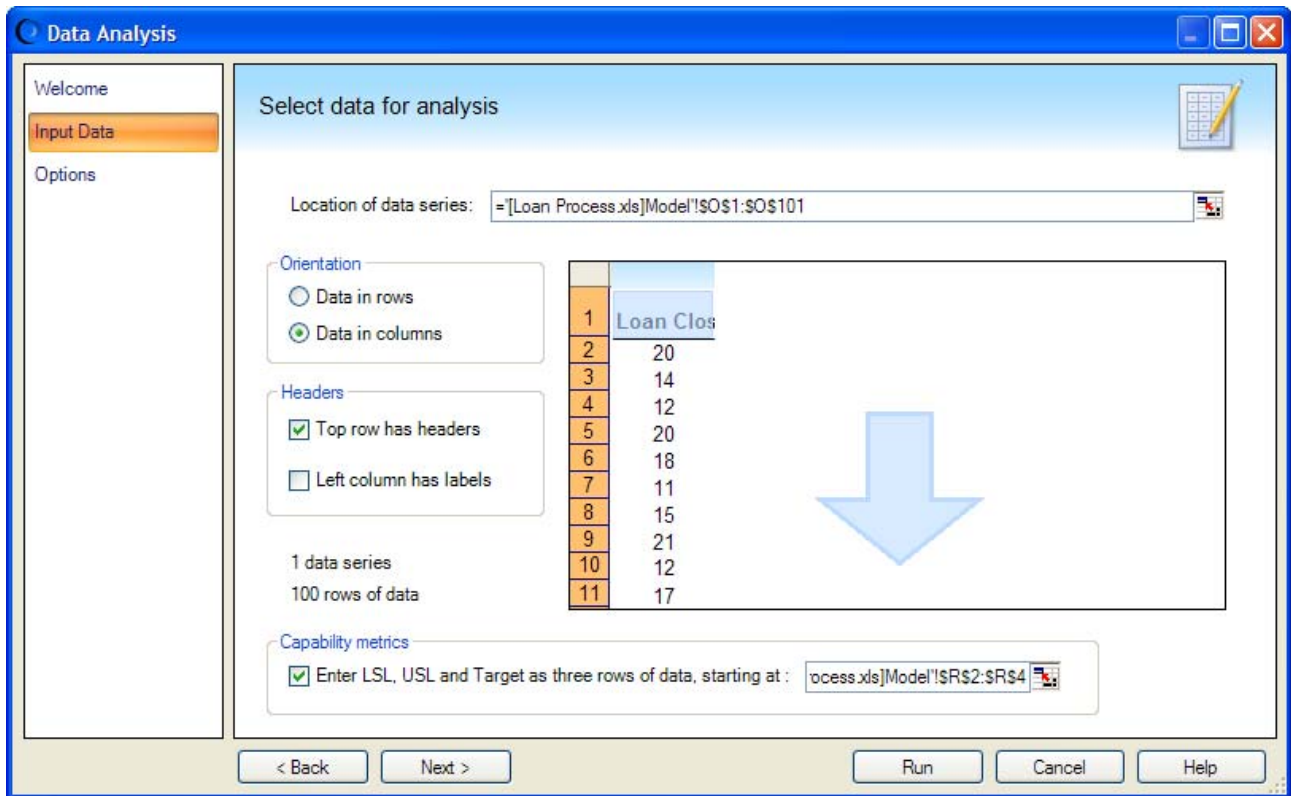 Data Analysis
Welcome
Input Data
Options
Select data for analysis
Location of data series: ='[Loan Process.xls]Model'!$O$1:$O$101
Orientation
Data in rows
Data in columns
Headers
Top row has headers
Left column has labels
1 data series
100 rows of data
1 Loan Clos
2 20
3 14
4 12
5 20
6 18
7 11
8 15
9 21
10 12
11 17
Capability metrics
Enter LSL, USL and Target as three rows of data, starting at : ocess.xls]Model'!$R$2:$R$4
< Back Next > Run Cancel Help